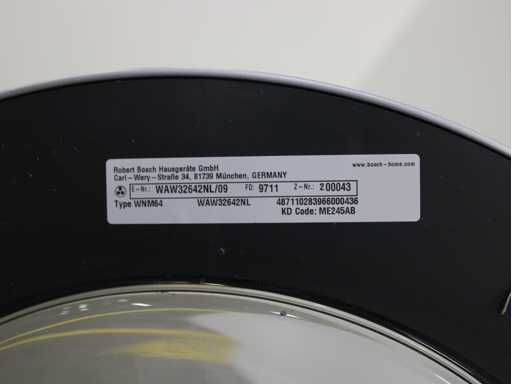 Robert Bosch Hausgeräte GmbH
www.bosch-home.com
Carl-Wery-Straße 34, 81739 München, GERMANY
E-Nr.: WAW32642NL/09 FD: 9711 Z-Nr.: 200043
Type WNM64 WAW32642NL 487110283966000436
KD Code: ME245AB